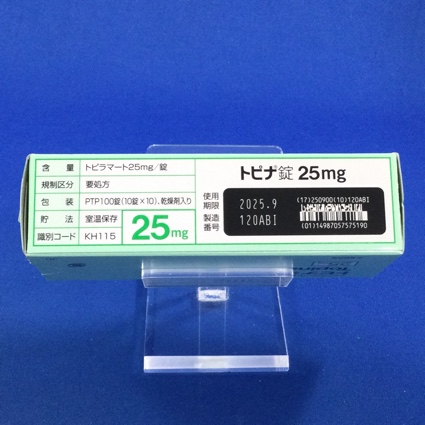 含量 トピラマート25mg/錠
規制区分 要処方
包装 PTP100錠(10錠×10)、乾燥剤入り
貯法 室温保存
識別コード KH115
25mg
トピナ錠 25mg
使用期限 2025.9
製造番号 120ABI
(17)250900(10)120ABI
(01)14987057575190